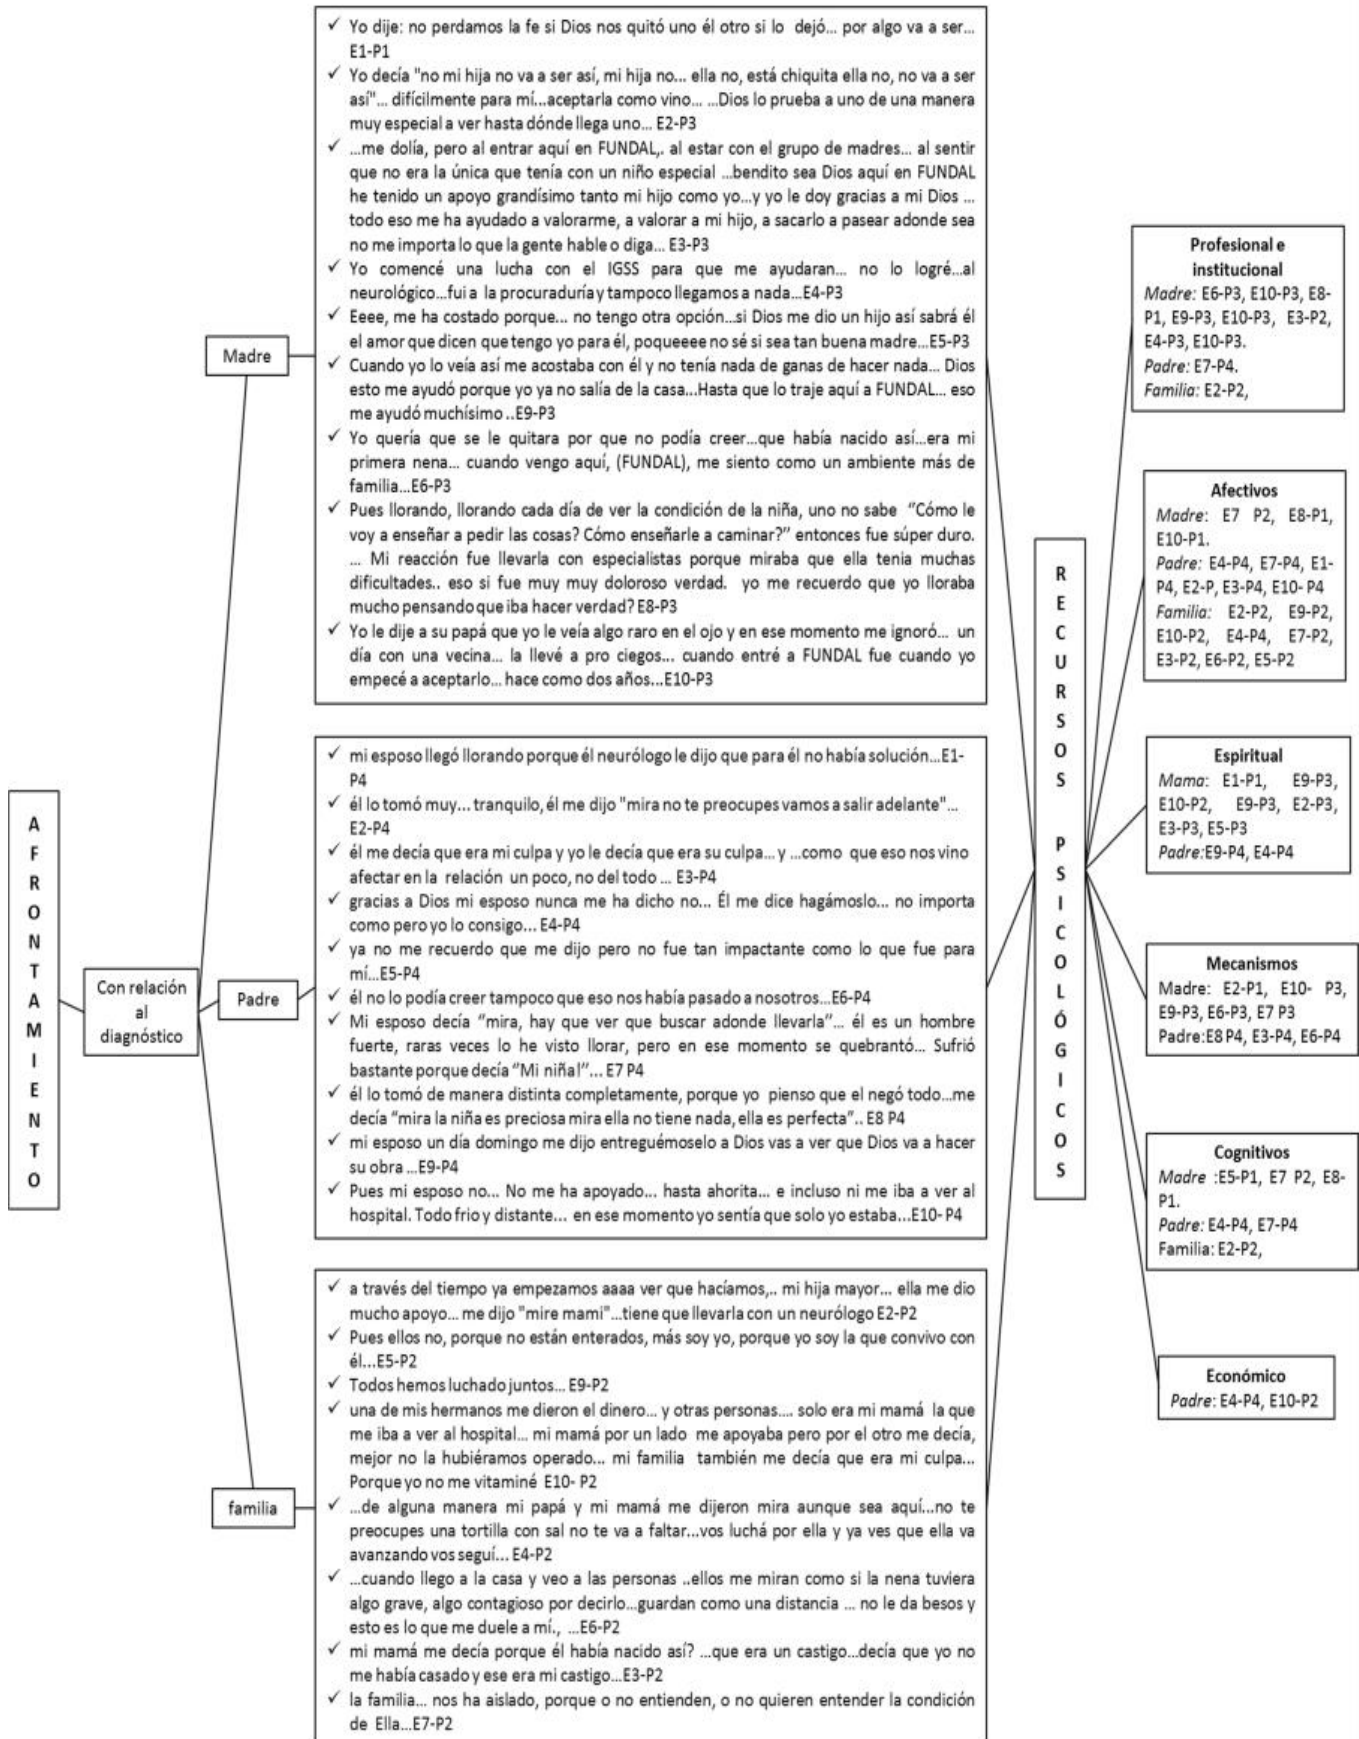 A
F
R
O
N
T
A
M
I
E
N
T
O
Con relación
al
diagnóstico
Madre
✓ Yo dije: no perdamos la fe si Dios nos quitó uno él otro si lo dejó... por algo va a ser...
E1-P1
✓ Yo decía "no mi hija no va a ser así, mi hija no... ella no, está chiquita ella no, no va a ser
así"... difícilmente para mí...aceptarla como vino... ...Dios lo prueba a uno de una manera
muy especial a ver hasta dónde llega uno... E2-P3
✓ ...me dolía, pero al entrar aquí en FUNDAL,. al estar con el grupo de madres... al sentir
que no era la única que tenía con un niño especial ...bendito sea Dios aquí en FUNDAL
he tenido un apoyo grandísimo tanto mi hijo como yo...y yo le doy gracias a mi Dios ...
todo eso me ha ayudado a valorarme, a valorar a mi hijo, a sacarlo a pasear adonde sea
no me importa lo que la gente hable o diga... E3-P3
✓ Yo comencé una lucha con el IGSS para que me ayudaran... no lo logré...al
neurológico...fui a la procuraduría y tampoco llegamos a nada...E4-P3
✓ Eeee, me ha costado porque... no tengo otra opción...si Dios me dio un hijo así sabrá él
el amor que dicen que tengo yo para él, poqueeee no sé si sea tan buena madre...E5-P3
✓ Cuando yo lo veía así me acostaba con él y no tenía nada de ganas de hacer nada... Dios
esto me ayudó porque yo ya no salía de la casa...Hasta que lo traje aquí a FUNDAL... eso
me ayudó muchísimo ..E9-P3
✓ Yo quería que se le quitara por que no podía creer...que había nacido así...era mi
primera nena... cuando vengo aquí, (FUNDAL), me siento como un ambiente más de
familia...E6-P3
✓ Pues llorando, llorando cada día de ver la condición de la niña, uno no sabe "Cómo le
voy a enseñar a pedir las cosas? Cómo enseñarle a caminar?" entonces fue súper duro.
... Mi reacción fue llevarla con especialistas porque miraba que ella tenia muchas
dificultades.. eso si fue muy muy doloroso verdad. yo me recuerdo que yo lloraba
mucho pensando que iba hacer verdad? E8-P3
✓ Yo le dije a su papá que yo le veía algo raro en el ojo y en ese momento me ignoró... un
día con una vecina... la llevé a pro ciegos... cuando entré a FUNDAL fue cuando yo
empecé a aceptarlo... hace como dos años...E10-P3
Padre
✓ mi esposo llegó llorando porque él neurólogo le dijo que para él no había solución...E1-
P4
✓ él lo tomó muy... tranquilo, él me dijo "mira no te preocupes vamos a salir adelante"...
E2-P4
✓ él me decía que era mi culpa y yo le decía que era su culpa... y ...como que eso nos vino
afectar en la relación un poco, no del todo ... E3-P4
✓ gracias a Dios mi esposo nunca me ha dicho no... Él me dice hagámoslo... no importa
como pero yo lo consigo... E4-P4
✓ ya no me recuerdo que me dijo pero no fue tan impactante como lo que fue para
mí...E5-P4
✓ él no lo podía creer tampoco que eso nos había pasado a nosotros...E6-P4
✓ Mi esposo decía "mira, hay que ver que buscar adonde llevarla"... él es un hombre
fuerte, raras veces lo he visto llorar, pero en ese momento se quebrantó... Sufrió
bastante porque decía "Mi niña!"... E7 P4
✓ él lo tomó de manera distinta completamente, porque yo pienso que el negó todo...me
decía "mira la niña es preciosa mira ella no tiene nada, ella es perfecta".. E8 P4
✓ mi esposo un día domingo me dijo entreguémoselo a Dios vas a ver que Dios va a hacer
su obra ...E9-P4
✓ Pues mi esposo no... No me ha apoyado... hasta ahorita... e incluso ni me iba a ver al
hospital. Todo frio y distante... en ese momento yo sentía que solo yo estaba...E10- P4
familia
✓ a través del tiempo ya empezamos aaaa ver que hacíamos,.. mi hija mayor... ella me dio
mucho apoyo... me dijo "mire mami"...tiene que llevarla con un neurólogo E2-P2
✓ Pues ellos no, porque no están enterados, más soy yo, porque yo soy la que convivo con
él...E5-P2
✓ Todos hemos luchado juntos... E9-P2
✓ una de mis hermanos me dieron el dinero... y otras personas.... solo era mi mamá la que
me iba a ver al hospital... mi mamá por un lado me apoyaba pero por el otro me decía,
mejor no la hubiéramos operado... mi familia también me decía que era mi culpa...
Porque yo no me vitaminé E10- P2
✓ ...de alguna manera mi papá y mi mamá me dijeron mira aunque sea aquí...no te
preocupes una tortilla con sal no te va a faltar...vos luchá por ella y ya ves que ella va
avanzando vos seguí... E4-P2
✓ ...cuando llego a la casa y veo a las personas ..ellos me miran como si la nena tuviera
algo grave, algo contagioso por decirlo...guardan como una distancia ... no le da besos y
esto es lo que me duele a mí., ...E6-P2
✓ mi mamá me decía porque él había nacido así? ...que era un castigo...decía que yo no
me había casado y ese era mi castigo...E3-P2
✓ la familia... nos ha aislado, porque o no entienden, o no quieren entender la condición
de Ella...E7-P2
R
E
C
U
R
S
O
S
P
S
I
C
O
L
Ó
G
I
C
O
S
Profesional e
institucional
Madre: E6-P3, E10-P3, E8-
P1, E9-P3, E10-P3, E3-P2,
E4-P3, E10-P3.
Padre: E7-P4.
Familia: E2-P2,
Afectivos
Madre: E7 P2, E8-P1,
E10-P1.
Padre: E4-P4, E7-P4, E1-
P4, E2-P, E3-P4, E10- P4
Familia: E2-P2, E9-P2,
E10-P2, E4-P4, E7-P2,
E3-P2, E6-P2, E5-P2
Espiritual
Mama: E1-P1, E9-P3,
E10-P2, E9-P3, E2-P3,
E3-P3, E5-P3
Padre:E9-P4, E4-P4
Mecanismos
Madre: E2-P1, E10- P3,
E9-P3, E6-P3, E7 P3
Padre:E8 P4, E3-P4, E6-P4
Cognitivos
Madre :E5-P1, E7 P2, E8-
P1.
Padre: E4-P4, E7-P4
Familia: E2-P2,
Económico
Padre: E4-P4, E10-P2